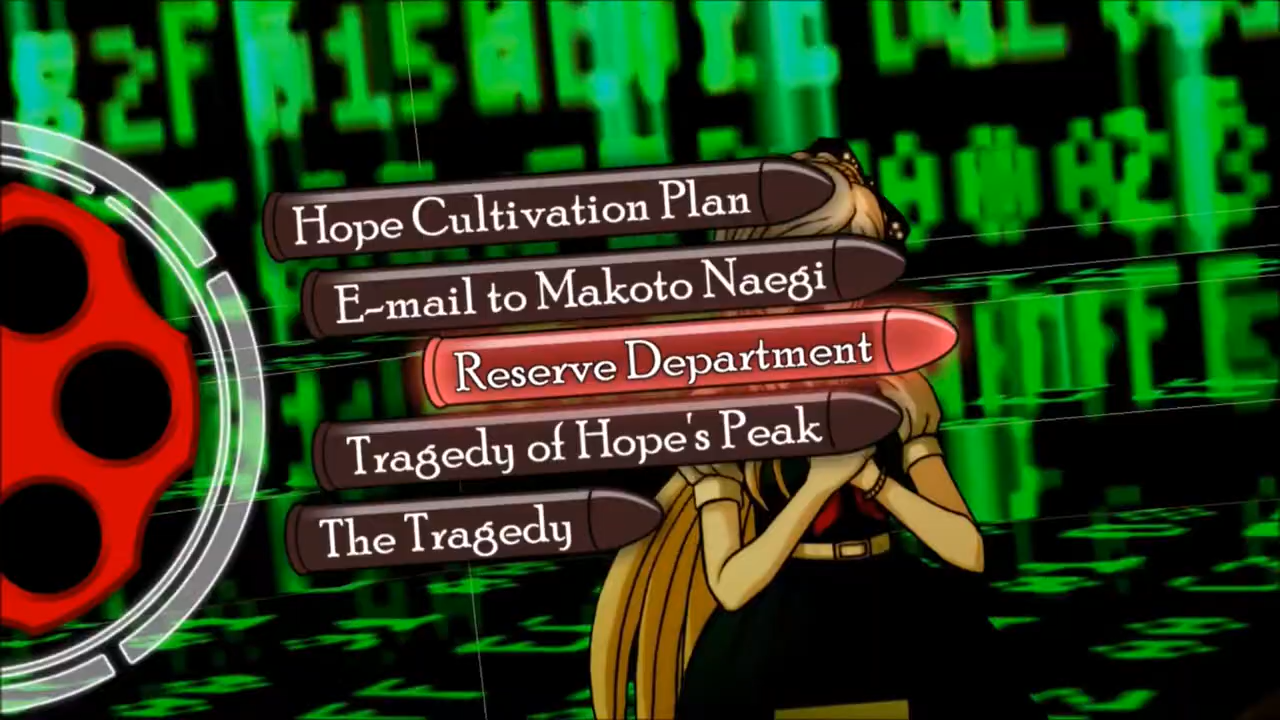 Hope Cultivation Plan
E-mail to Makoto Naegi
Reserve Department
Tragedy of Hope's Peak
The Tragedy